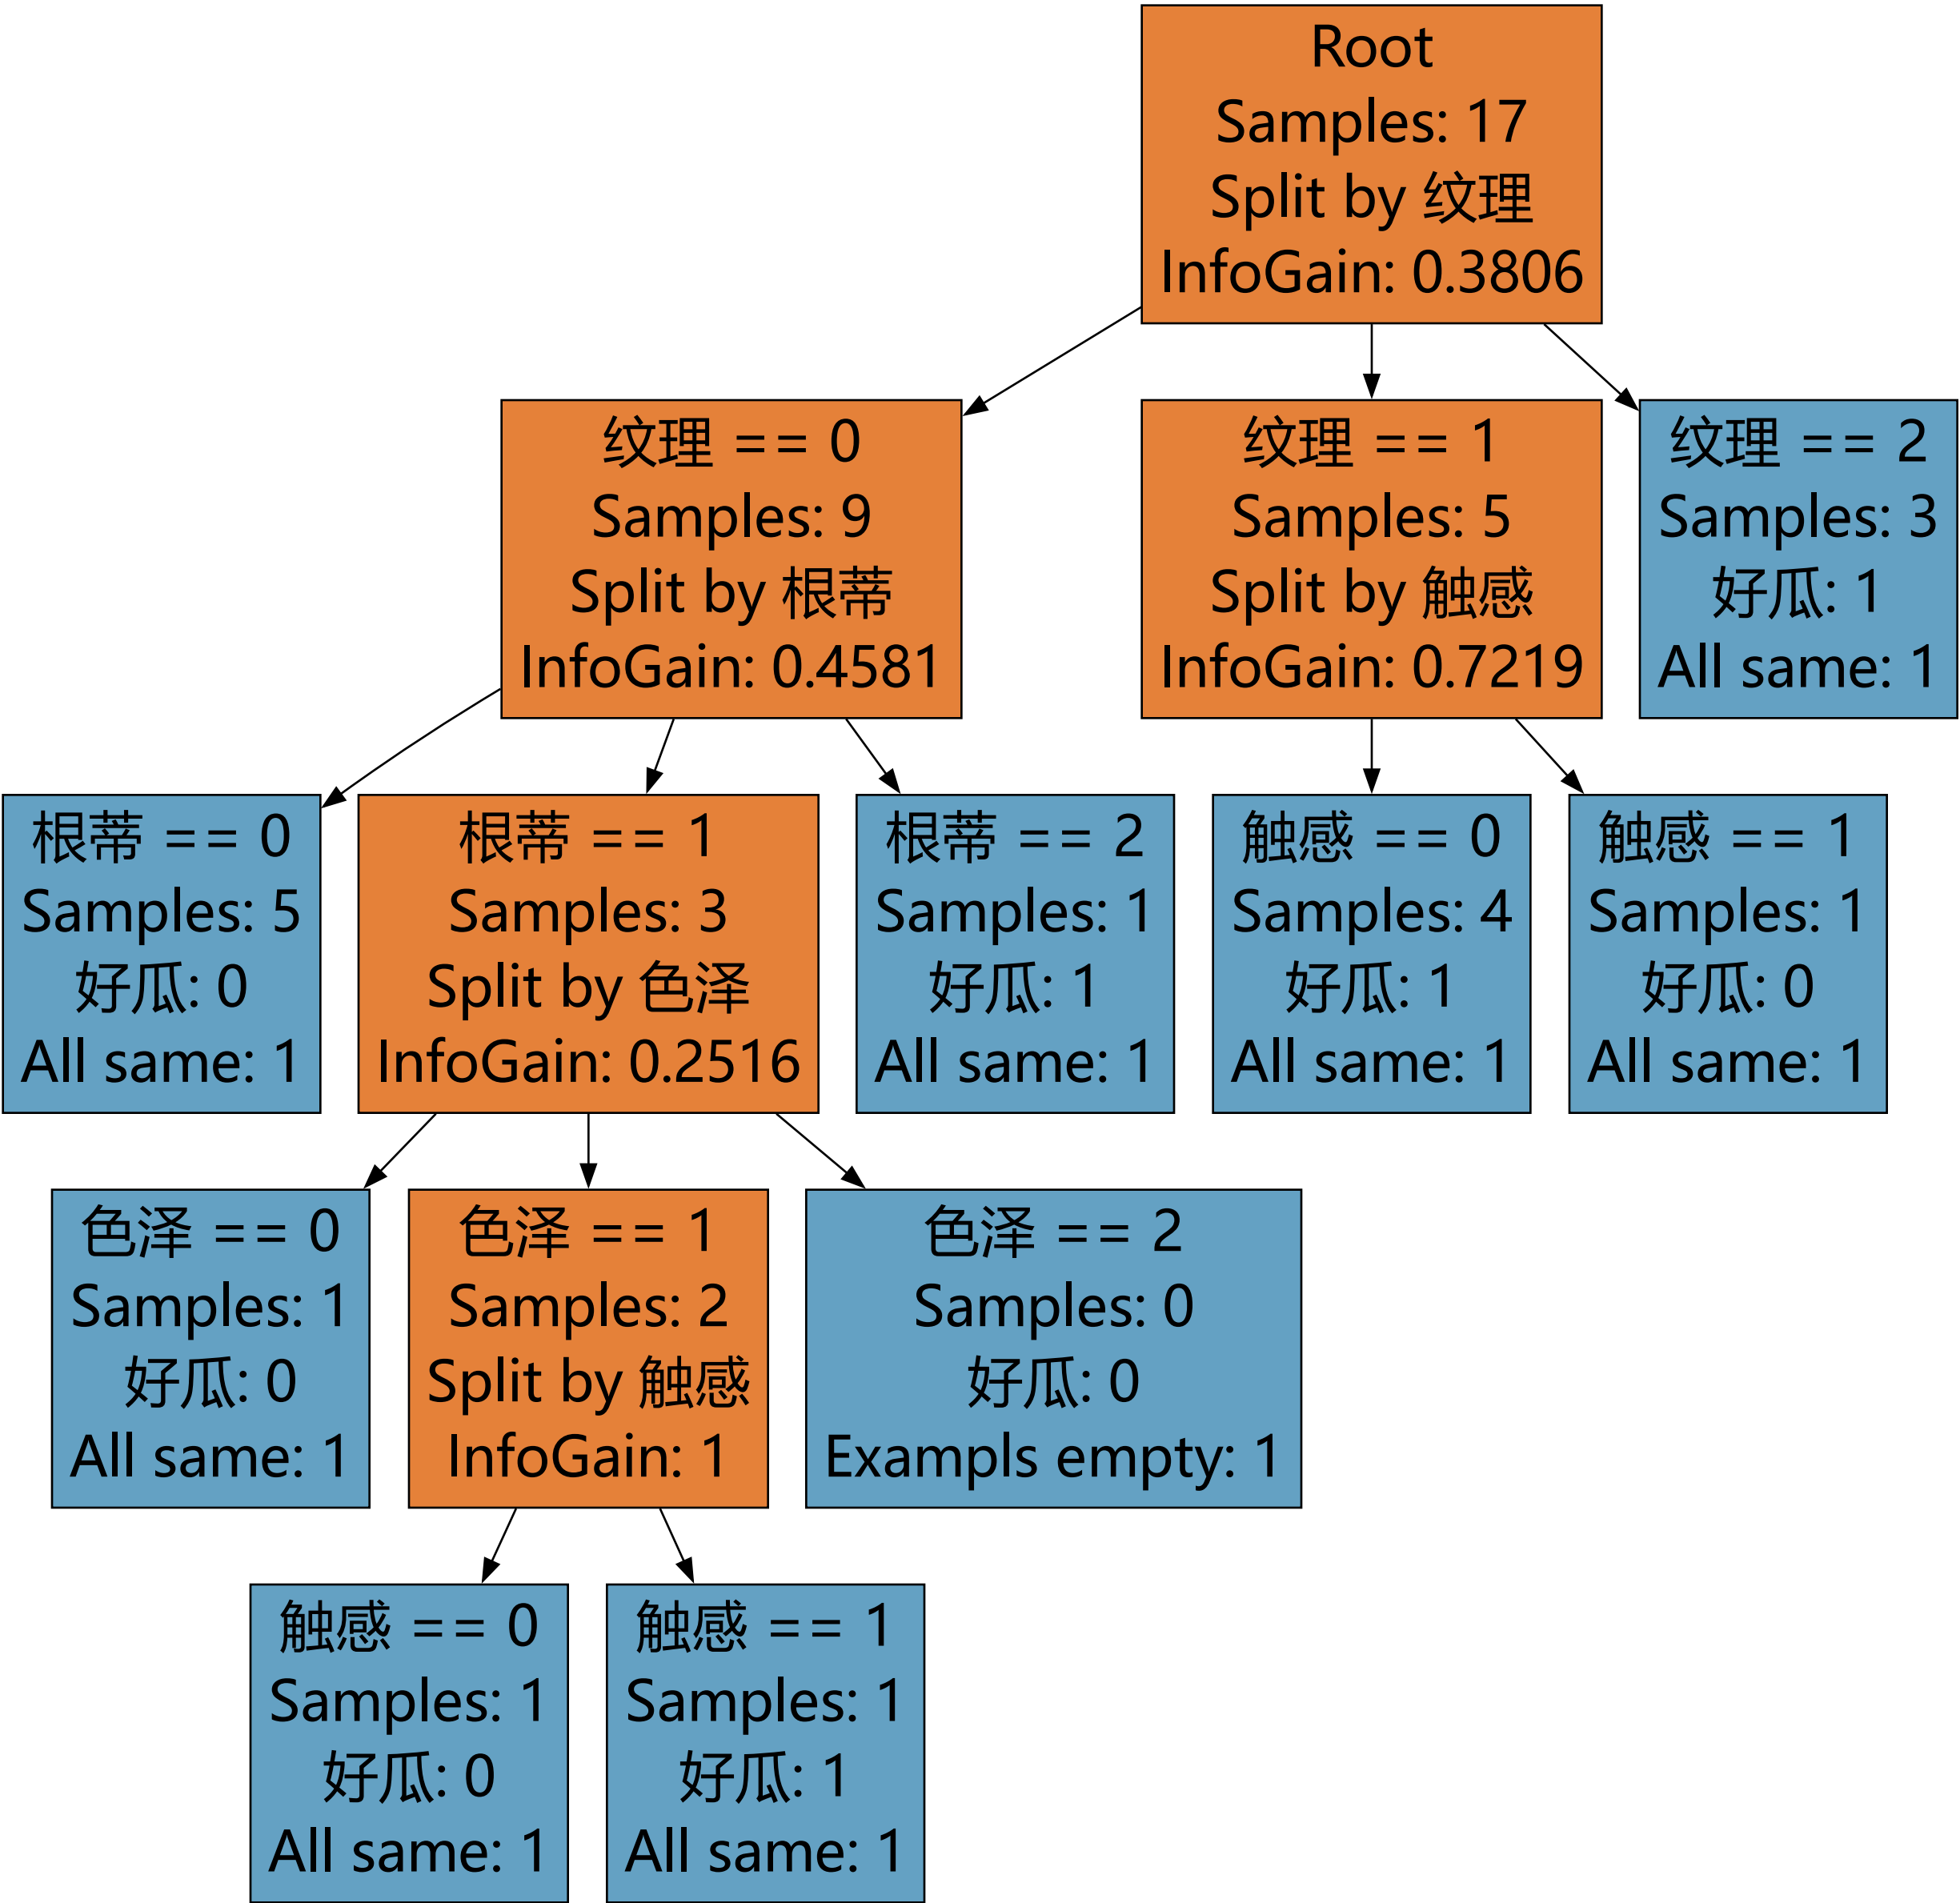 Root
Samples: 17
Split by 纹理
InfoGain: 0.3806
纹理 == 0
Samples: 9
Split by 根蒂
InfoGain: 0.4581
纹理 == 1
Samples: 5
Split by 触感
InfoGain: 0.7219
纹理 == 2
Samples: 3
好瓜: 1
All same: 1
根蒂 == 0
Samples: 5
好瓜: 0
All same: 1
根蒂 == 1
Samples: 3
Split by 色泽
InfoGain: 0.2516
根蒂 == 2
Samples: 1
好瓜: 1
All same: 1
触感 == 0
Samples: 4
好瓜: 1
All same: 1
触感 == 1
Samples: 1
好瓜: 0
All same: 1
色泽 == 0
Samples: 1
好瓜: 0
All same: 1
色泽 == 1
Samples: 2
Split by 触感
InfoGain: 1
色泽 == 2
Samples: 0
好瓜: 0
Exampls empty: 1
触感 == 0
Samples: 1
好瓜: 0
All same: 1
触感 == 1
Samples: 1
好瓜: 1
All same: 1